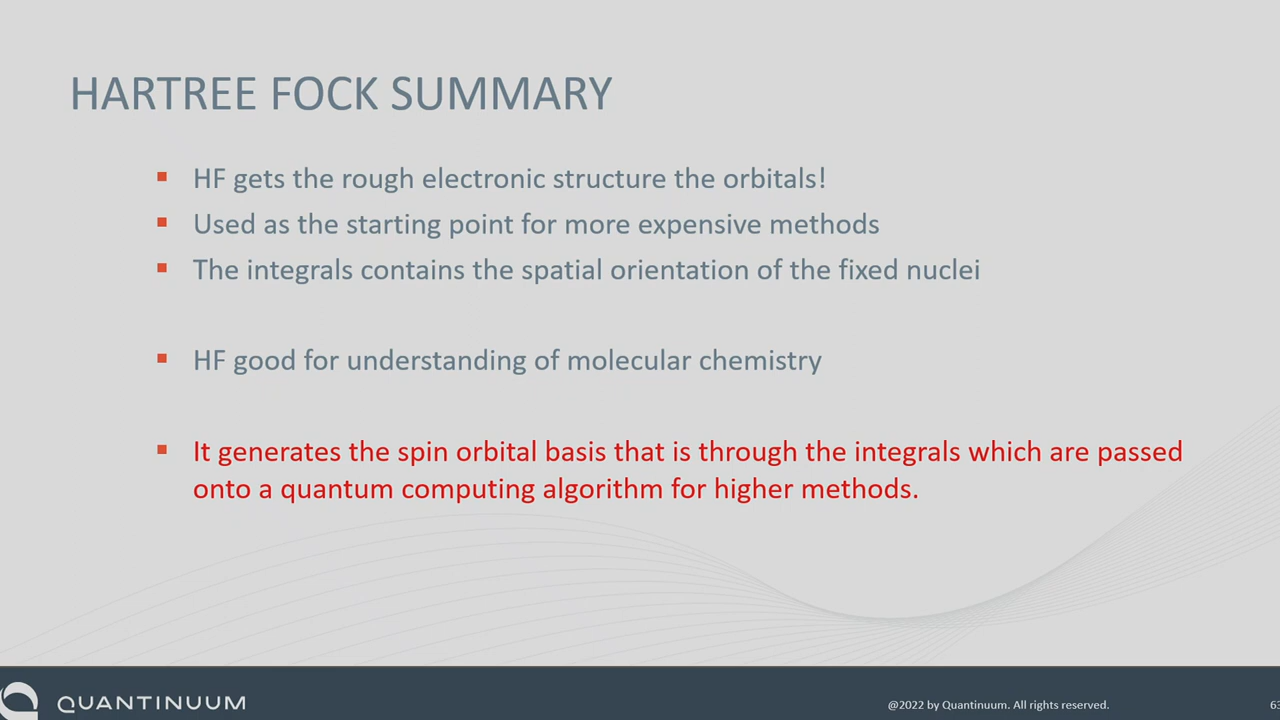 HARTREE FOCK SUMMARY
HF gets the rough electronic structure the orbitals!
Used as the starting point for more expensive methods
The integrals contains the spatial orientation of the fixed nuclei
HF good for understanding of molecular chemistry
It generates the spin orbital basis that is through the integrals which are passed
onto a quantum computing algorithm for higher methods.
QUANTINUUM
@2022 by Quantinuum. All rights reserved.